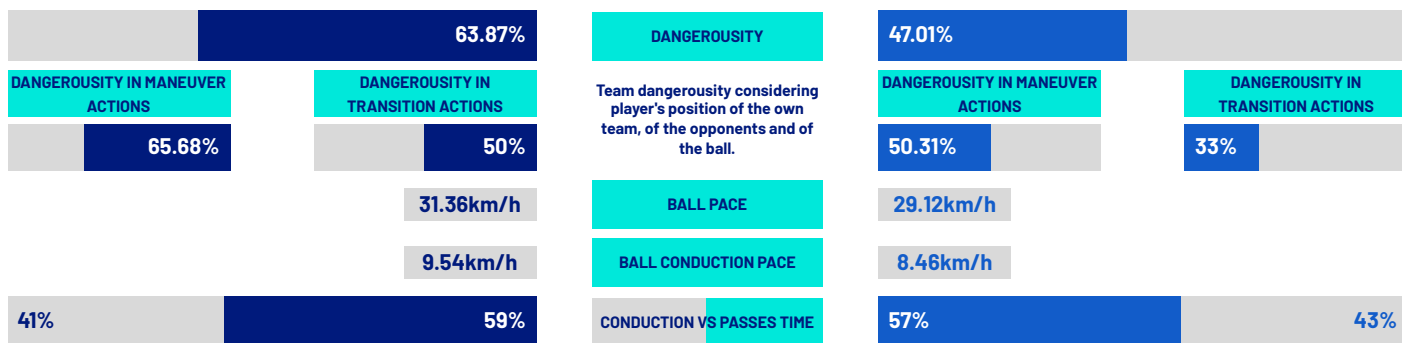 63.87%
DANGEROUSITY
47.01%
DANGEROUSITY IN MANEUVER
ACTIONS
DANGEROUSITY IN
TRANSITION ACTIONS
Team dangerousity considering
player's position of the own
team, of the opponents and of
the ball.
DANGEROUSITY IN MANEUVER
ACTIONS
DANGEROUSITY IN
TRANSITION ACTIONS
65.68%
50%
50.31%
33%
31.36km/h
BALL PACE
29.12km/h
9.54km/h
BALL CONDUCTION PACE
8.46km/h
41%
59%
CONDUCTION VS PASSES TIME
57%
43%